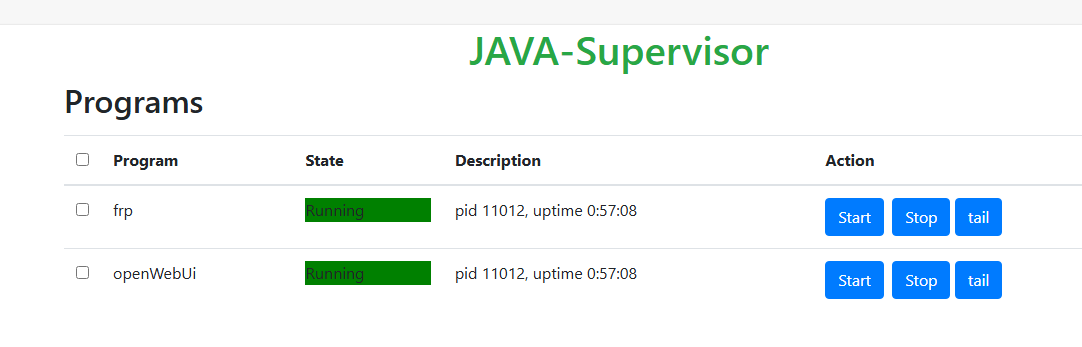 JAVA-Supervisor
Programs
Program State Description Action
frp Running pid 11012, uptime 0:57:08 Start Stop tail
openWebUi Running pid 11012, uptime 0:57:08 Start Stop tail